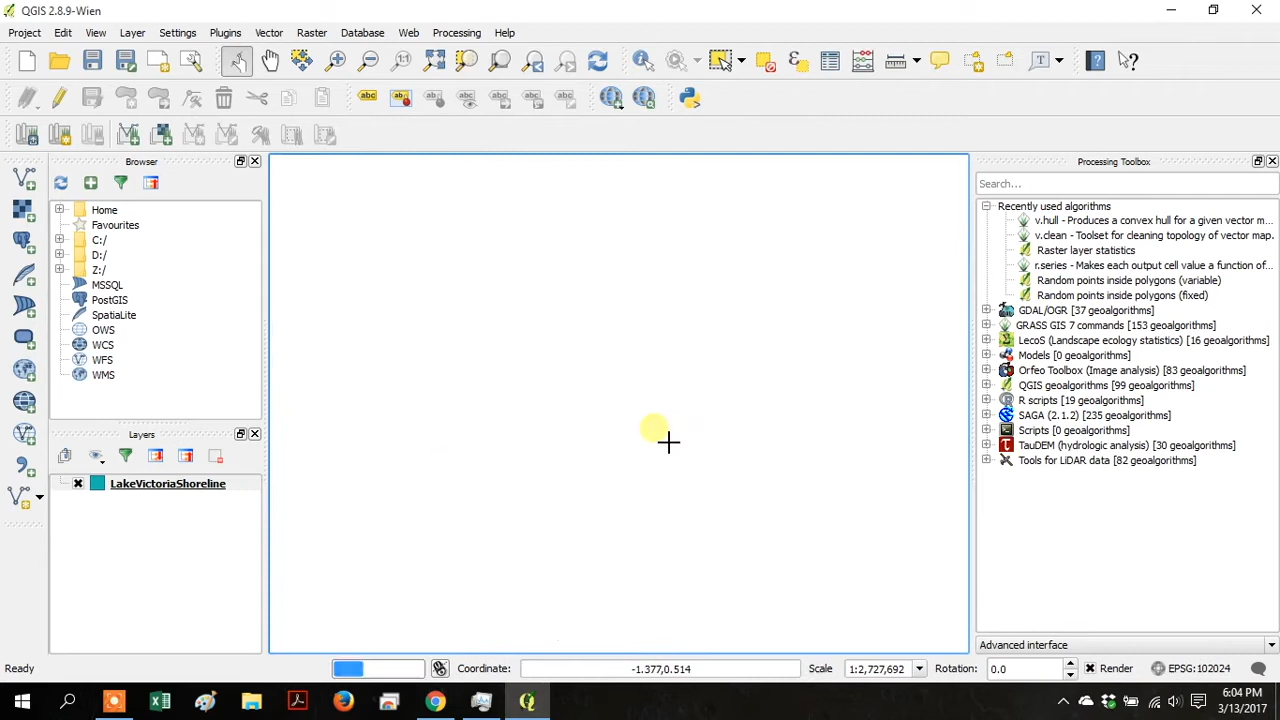 QGIS 2.8.9-Wien
Project Edit View Layer Settings Plugins Vector Raster Database Web Processing Help
Browser
Home
Favourites
C:/
D:/
Z:/
MSSQL
PostGIS
SpatiaLite
OWS
WCS
WFS
WMS
Layers
LakeVictoriaShoreline
Processing Toolbox
Search...
Recently used algorithms
v.hull - Produces a convex hull for a given vector m...
v.clean - Toolset for cleaning topology of vector map.
Raster layer statistics
r.series - Makes each output cell value a function of...
Random points inside polygons (variable)
Random points inside polygons (fixed)
GDAL/OGR [37 geoalgorithms]
GRASS GIS 7 commands [153 geoalgorithms]
LecoS (Landscape ecology statistics) [16 geoalgorithms]
Models [0 geoalgorithms]
Orfeo Toolbox (Image analysis) [83 geoalgorithms]
QGIS geoalgorithms [99 geoalgorithms]
R scripts [19 geoalgorithms]
SAGA (2.1.2) [235 geoalgorithms]
Scripts [0 geoalgorithms]
TauDEM (hydrologic analysis) [30 geoalgorithms]
Tools for LiDAR data [82 geoalgorithms]
Advanced interface
Ready Coordinate: -1.377,0.514 Scale 1:2,727,692 Rotation: 0.0 Render EPSG:102024
6:04 PM
3/13/2017